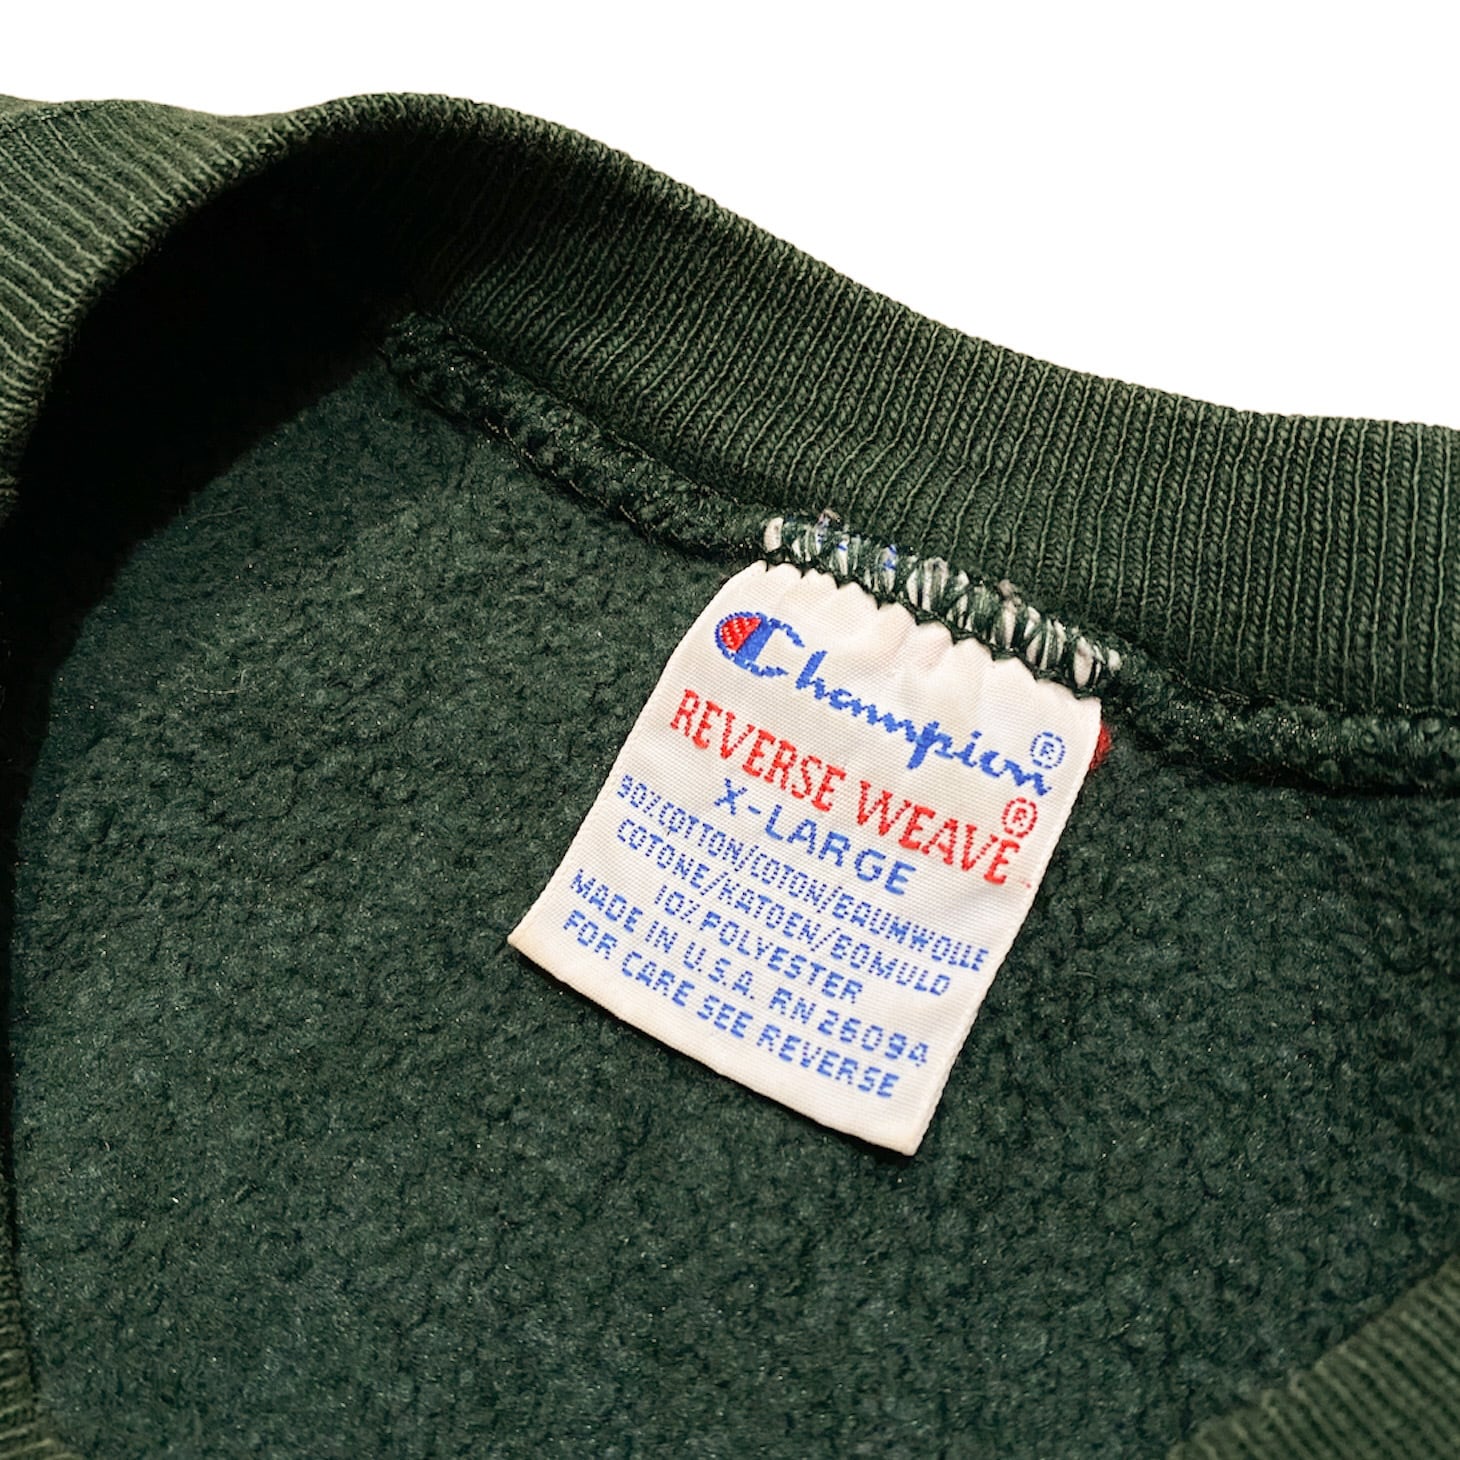 Champion®
REVERSE WEAVE®
X-LARGE
90% COTTON/COTON/BAUMWOLLE
COTONE/KATOEN/BOMULD
10% POLYESTER
MADE IN U.S.A. RN 26094
FOR CARE SEE REVERSE